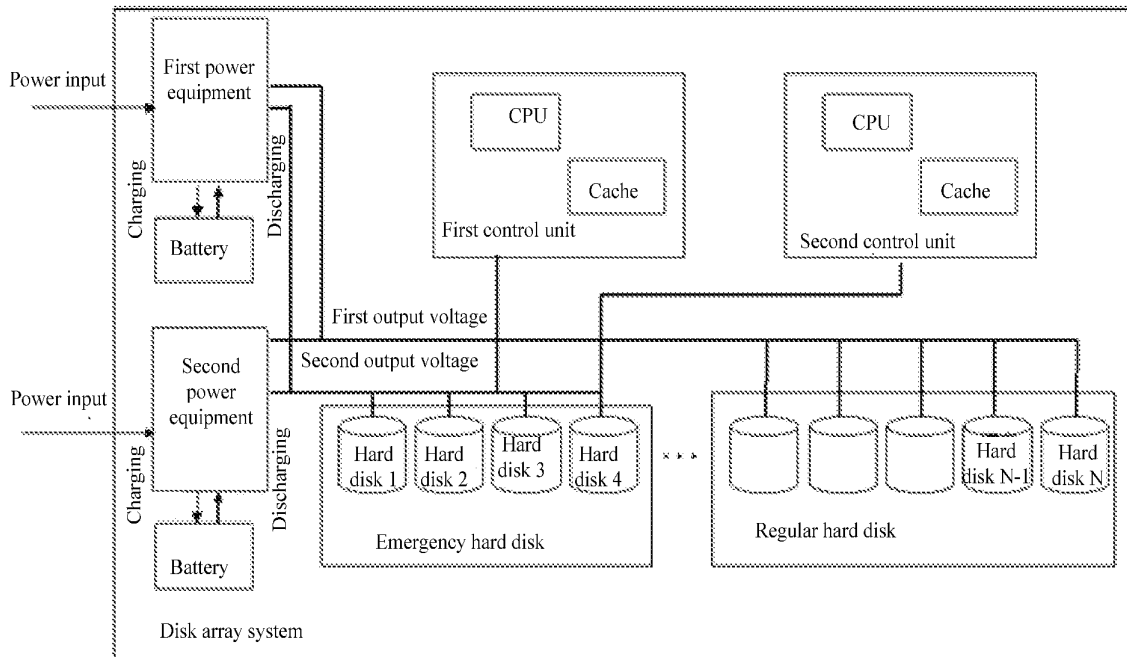 Power input
First power
equipment
Charging
Discharging
Battery
CPU
Cache
First control unit
CPU
Cache
Second control unit
First output voltage
Second output voltage
Power input
Second
power
equipment
Charging
Discharging
Battery
Hard
disk 1
Hard
disk 2
Hard
disk 3
Hard
disk 4
Emergency hard disk
Hard
disk N-1
Hard
disk N
Regular hard disk
Disk array system